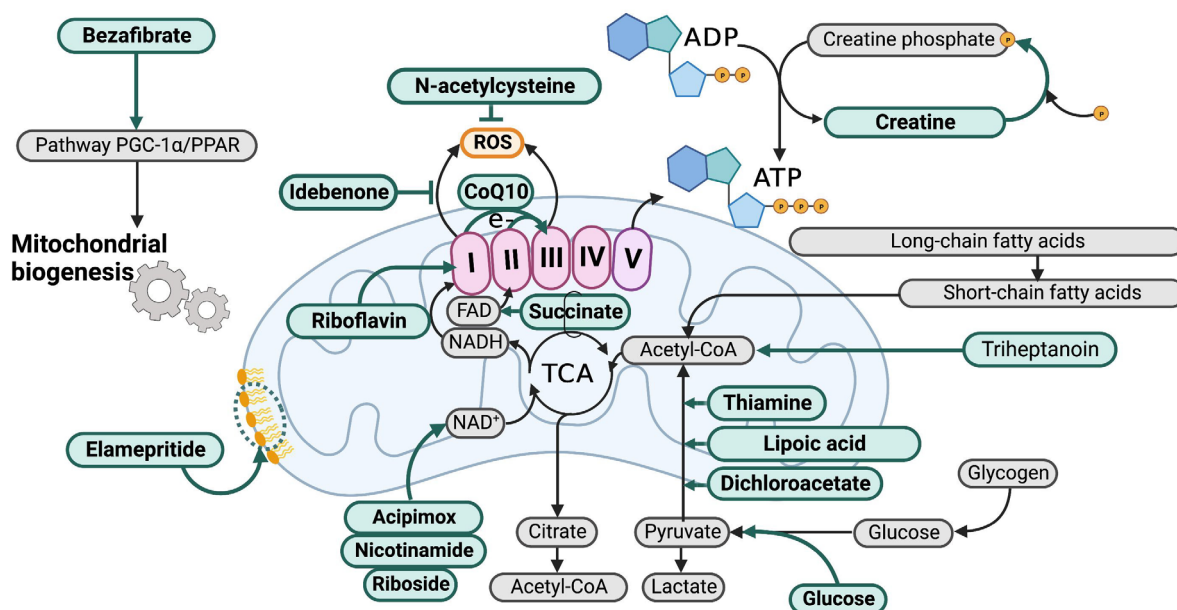 Bezafibrate
Pathway PGC-1α/PPAR
Mitochondrial
biogenesis
N-acetylcysteine
ROS
Idebenone
CoQ10
e-
I
II
III
IV
V
Riboflavin
FAD
Succinate
NADH
TCA
NAD⁺
Elamepritide
Acipimox
Nicotinamide
Riboside
ADP
P
P
Creatine phosphate
P
Creatine
P
ATP
P
P
P
Long-chain fatty acids
Short-chain fatty acids
Acetyl-CoA
Triheptanoin
Thiamine
Lipoic acid
Dichloroacetate
Glycogen
Citrate
Pyruvate
Glucose
Acetyl-CoA
Lactate
Glucose